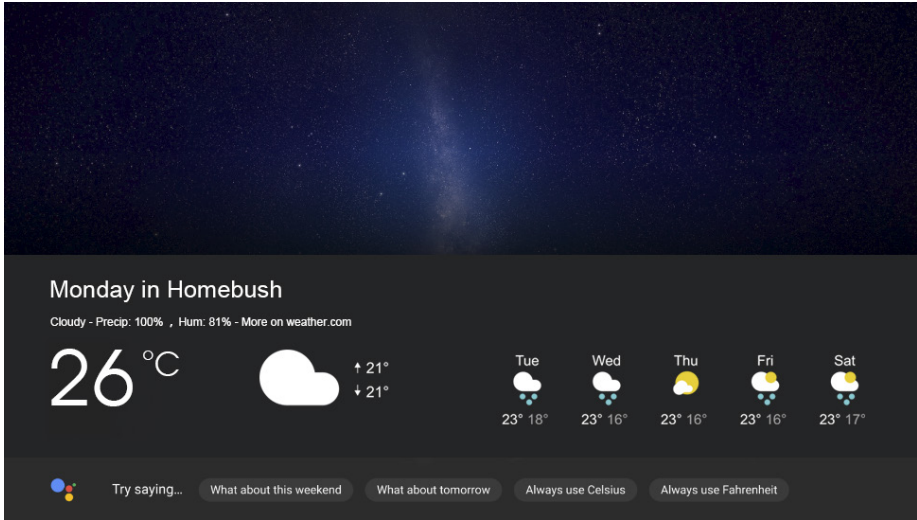 Monday in Homebush
Cloudy - Precip: 100% , Hum: 81% - More on weather.com
26 °C
↑ 21°
↓ 21°
Tue Wed Thu Fri Sat
23° 18° 23° 16° 23° 16° 23° 16° 23° 17°
Try saying... What about this weekend What about tomorrow Always use Celsius Always use Fahrenheit